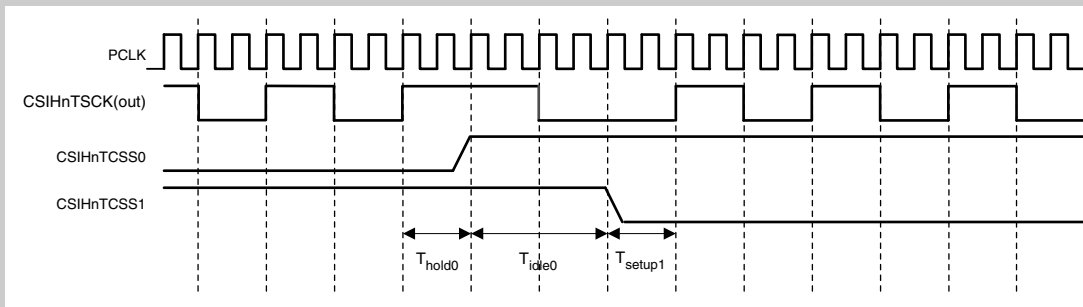 PCLK
CSIHnTSCK(out)
CSIHnTCSS0
CSIHnTCSS1
Thold0 Tidle0 Tsetup1